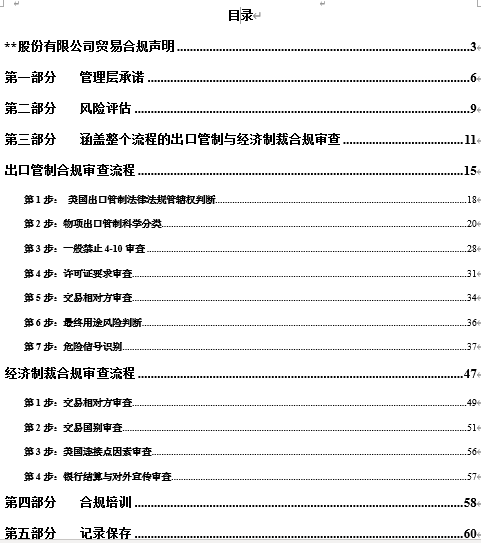 目录
**股份有限公司贸易合规声明 3
第一部分 管理层承诺 6
第二部分 风险评估 9
第三部分 涵盖整个流程的出口管制与经济制裁合规审查 11
出口管制合规审查流程 15
第1步： 美国出口管制法律法规管辖权判断 18
第2步：物项出口管制科学分类 20
第3步：一般禁止4-10审查 28
第4步：许可证要求审查 31
第5步：交易相对方审查 34
第6步：最终用途风险判断 36
第7步：危险信号识别 37
经济制裁合规审查流程 47
第1步：交易相对方审查 49
第2步：交易国别审查 51
第3步：美国连接点因素审查 56
第4步：银行结算与对外宣传审查 57
第四部分 合规培训 58
第五部分 记录保存 60